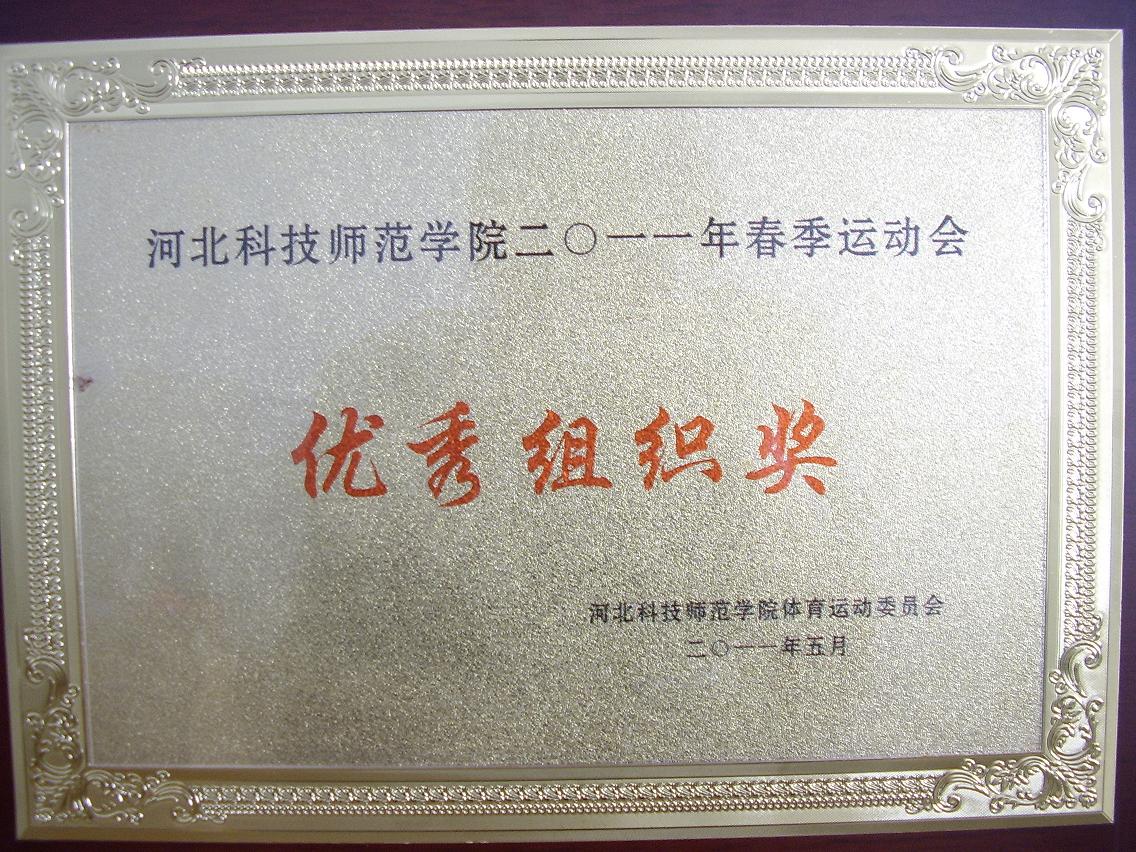 河北科技师范学院二〇一一年春季运动会
优秀组织奖
河北科技师范学院体育运动委员会
二〇一一年五月